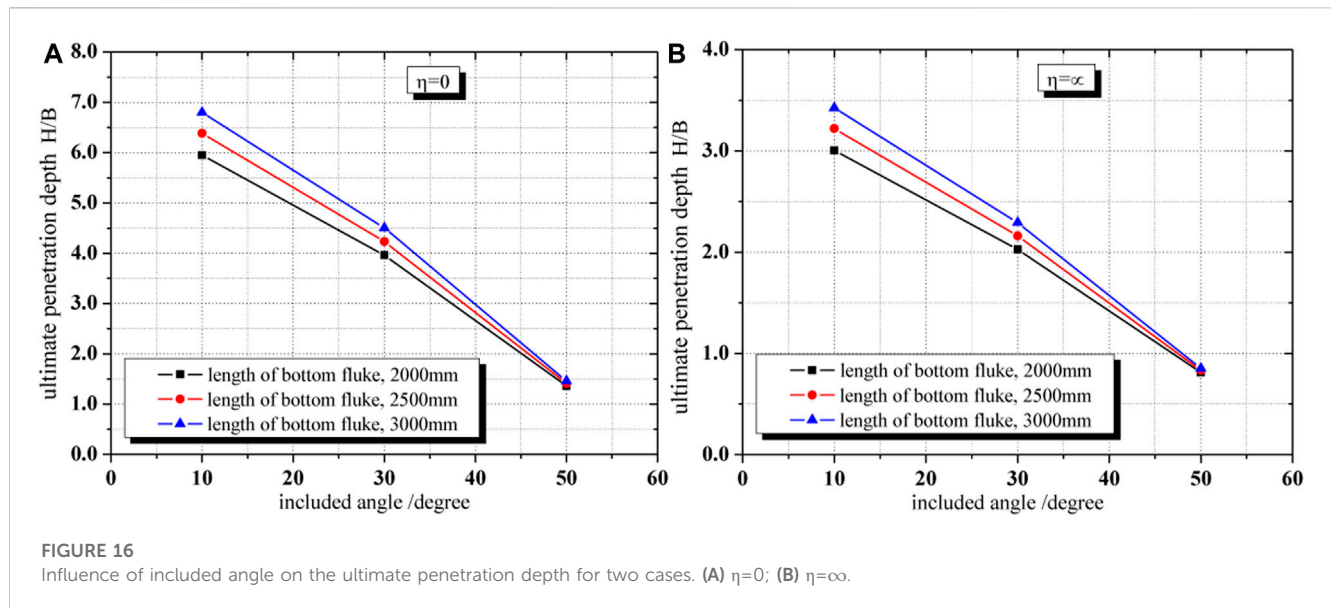 A
8.0
7.0
6.0
5.0
4.0
3.0
2.0
1.0
0.0
ultimate penetration depth H/B
η=0
length of bottom fluke, 2000mm
length of bottom fluke, 2500mm
length of bottom fluke, 3000mm
0 10 20 30 40 50 60
included angle /degree
B
4.0
3.0
2.0
1.0
0.0
ultimate penetration depth H/B
η=∝
length of bottom fluke, 2000mm
length of bottom fluke, 2500mm
length of bottom fluke, 3000mm
0 10 20 30 40 50 60
included angle /degree
FIGURE 16
Influence of included angle on the ultimate penetration depth for two cases. (A) η=0; (B) η=∞.